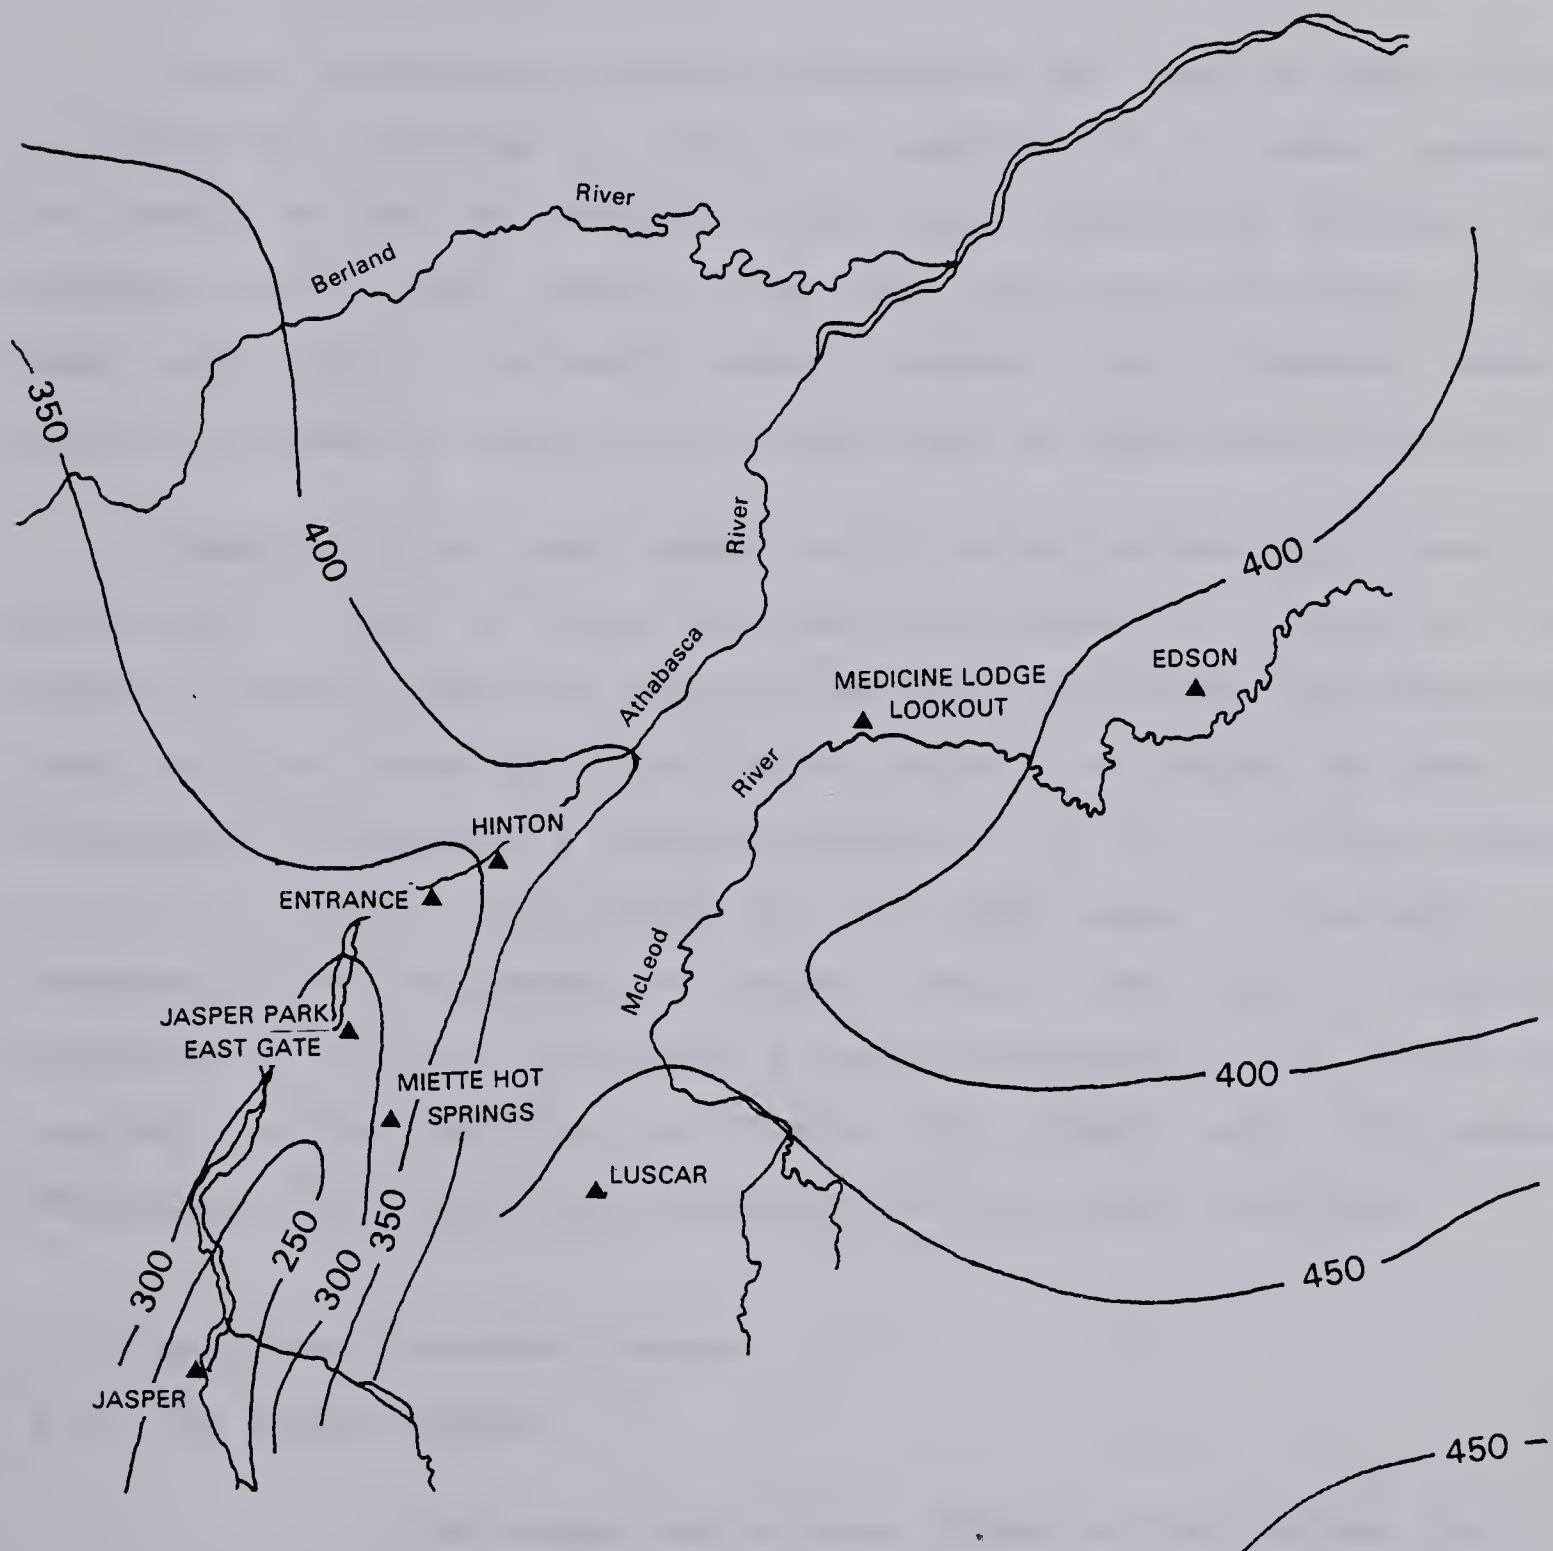 River
Berland
350
400
River
400
Athabasca
EDSON
MEDICINE LODGE
LOOKOUT
River
HINTON
ENTRANCE
McLeod
JASPER PARK
EAST GATE
MIETTE HOT
SPRINGS
400
LUSCAR
350
250
300
300
450
JASPER
450